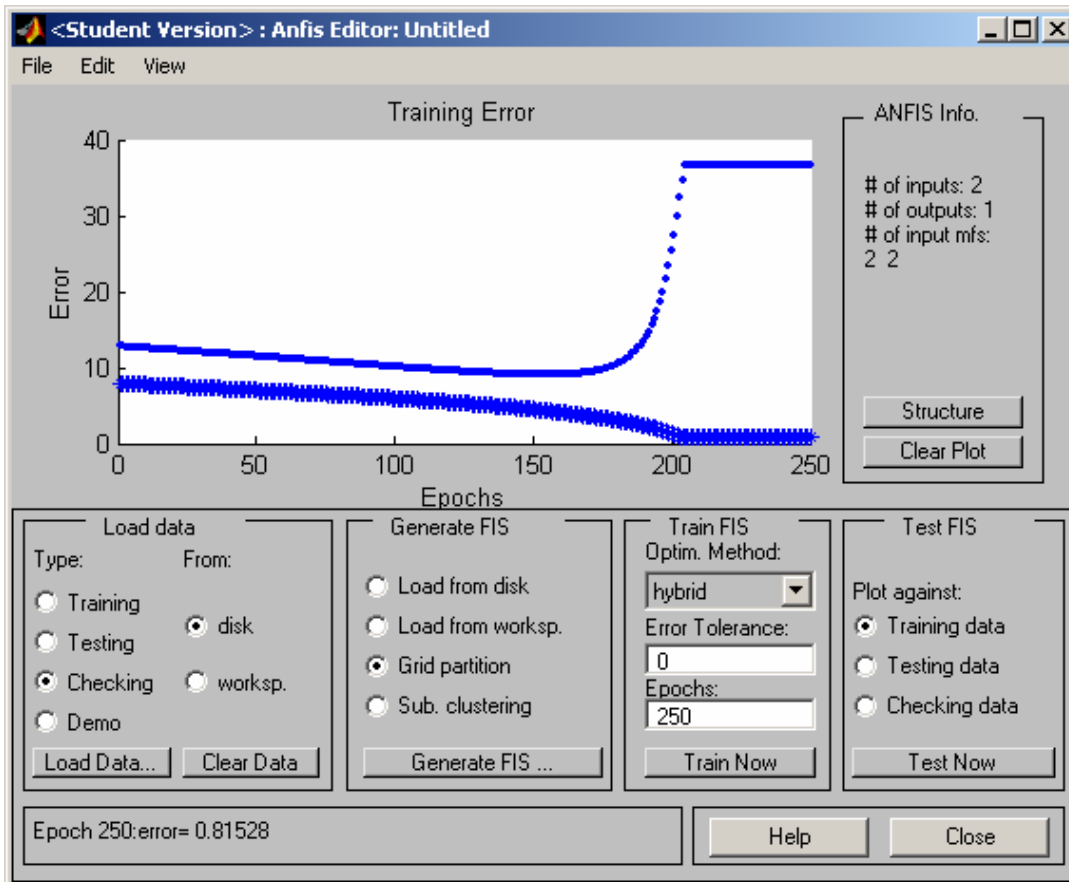 <Student Version> : Anfis Editor: Untitled
File Edit View
Training Error
40
30
20
10
0
Error
0 50 100 150 200 250
Epochs
ANFIS Info.
# of inputs: 2
# of outputs: 1
# of input mfs:
2 2
Structure
Clear Plot
Load data
Type: From:
Training
Testing
Checking
Demo
disk
worksp.
Load Data... Clear Data
Generate FIS
Load from disk
Load from worksp.
Grid partition
Sub. clustering
Generate FIS ...
Train FIS
Optim. Method:
hybrid
Error Tolerance:
0
Epochs:
250
Train Now
Test FIS
Plot against:
Training data
Testing data
Checking data
Test Now
Epoch 250:error= 0.81528
Help Close